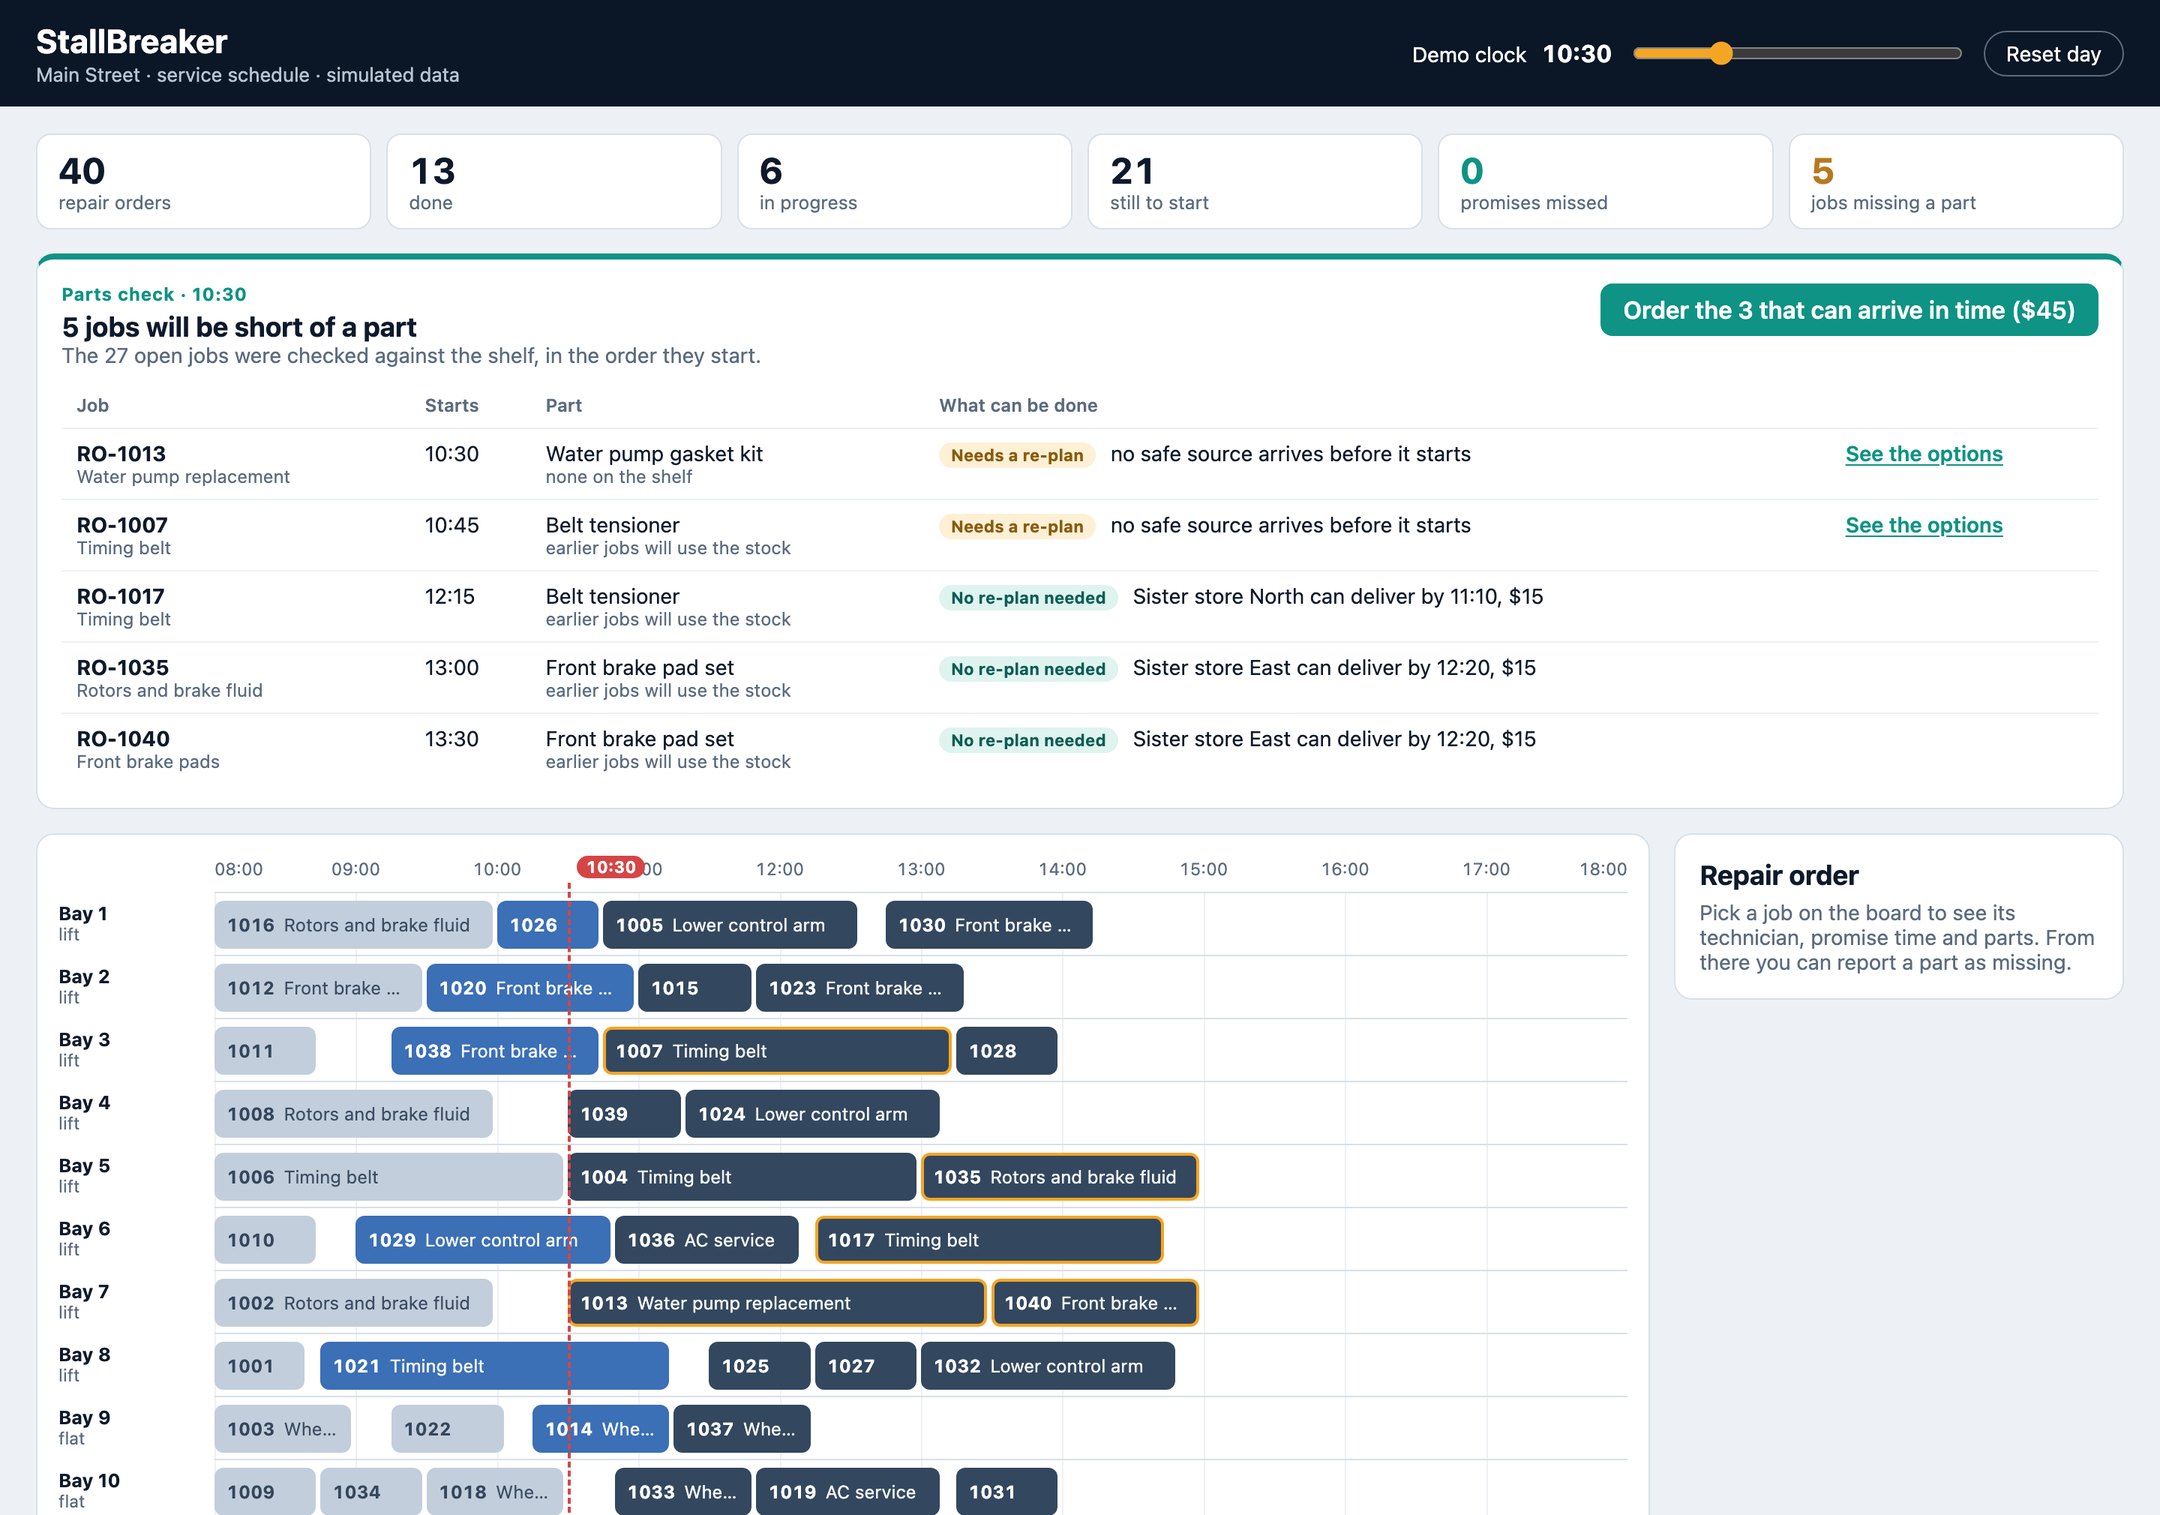 StallBreaker
Main Street · service schedule · simulated data
Demo clock 10:30
Reset day
40
repair orders
13
done
6
in progress
21
still to start
0
promises missed
5
jobs missing a part
Parts check · 10:30
5 jobs will be short of a part
The 27 open jobs were checked against the shelf, in the order they start.
Order the 3 that can arrive in time ($45)
Job Starts Part What can be done
RO-1013 10:30 Water pump gasket kit Needs a re-plan no safe source arrives before it starts See the options
Water pump replacement none on the shelf
RO-1007 10:45 Belt tensioner Needs a re-plan no safe source arrives before it starts See the options
Timing belt earlier jobs will use the stock
RO-1017 12:15 Belt tensioner No re-plan needed Sister store North can deliver by 11:10, $15
Timing belt earlier jobs will use the stock
RO-1035 13:00 Front brake pad set No re-plan needed Sister store East can deliver by 12:20, $15
Rotors and brake fluid earlier jobs will use the stock
RO-1040 13:30 Front brake pad set No re-plan needed Sister store East can deliver by 12:20, $15
Front brake pads earlier jobs will use the stock
08:00 09:00 10:00 10:30 00 12:00 13:00 14:00 15:00 16:00 17:00 18:00
Bay 1 1016 Rotors and brake fluid 1026 1005 Lower control arm 1030 Front brake ...
lift
Bay 2 1012 Front brake ... 1020 Front brake ... 1015 1023 Front brake ...
lift
Bay 3 1011 1038 Front brake ... 1007 Timing belt 1028
lift
Bay 4 1008 Rotors and brake fluid 1039 1024 Lower control arm
lift
Bay 5 1006 Timing belt 1004 Timing belt 1035 Rotors and brake fluid
lift
Bay 6 1010 1029 Lower control arm 1036 AC service 1017 Timing belt
lift
Bay 7 1002 Rotors and brake fluid 1013 Water pump replacement 1040 Front brake ...
lift
Bay 8 1001 1021 Timing belt 1025 1027 1032 Lower control arm
lift
Bay 9 1003 Whe... 1022 1014 Whe... 1037 Whe...
flat
Bay 10 1009 1034 1018 Whe... 1033 Whe... 1019 AC service 1031
flat
Repair order
Pick a job on the board to see its
technician, promise time and parts. From
there you can report a part as missing.